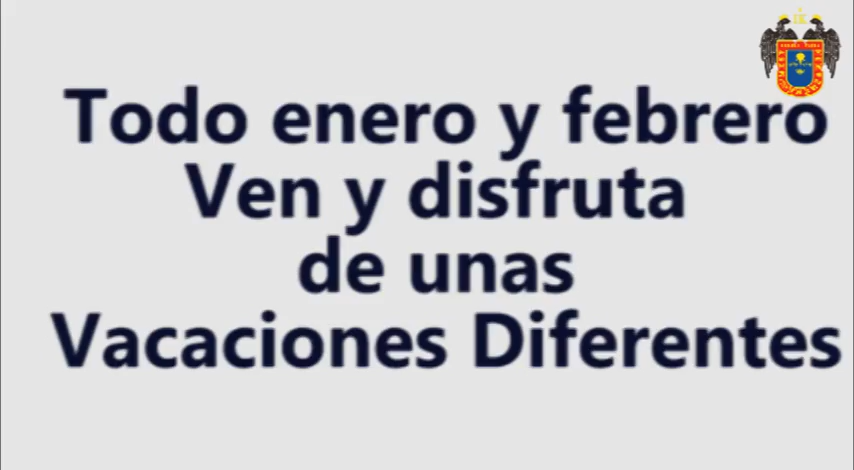 Todo enero y febrero
Ven y disfruta
de unas
Vacaciones Diferentes